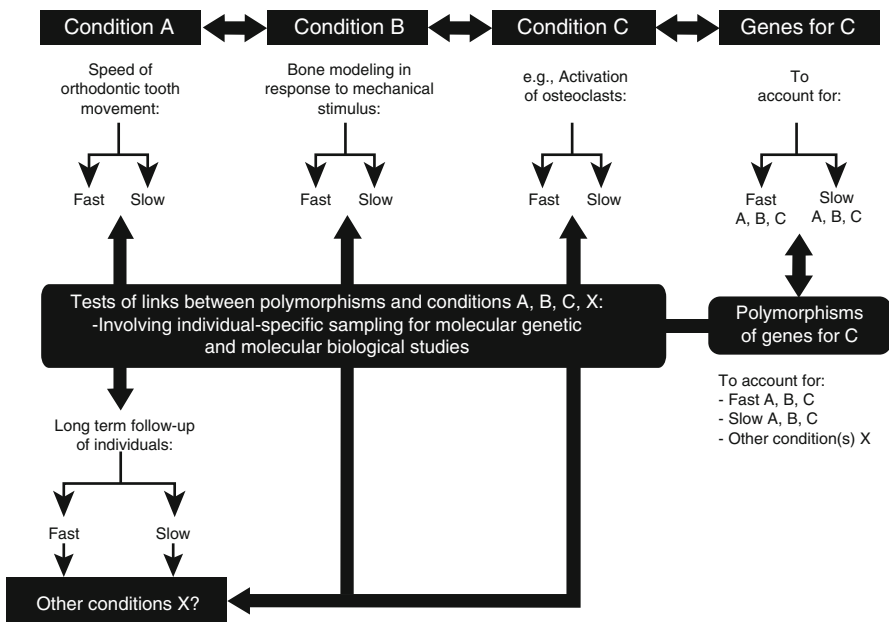 Condition A
Condition B
Condition C
Genes for C
Speed of
orthodontic tooth
movement:
Fast
Slow
Bone modeling in
response to mechanical
stimulus:
Fast
Slow
e.g., Activation
of osteoclasts:
Fast
Slow
To
account for:
Fast
A, B, C
Slow
A, B, C
Tests of links between polymorphisms and conditions A, B, C, X:
-Involving individual-specific sampling for molecular genetic
and molecular biological studies
Polymorphisms
of genes for C
To account for:
- Fast A, B, C
- Slow A, B, C
- Other condition(s) X
Long term follow-up
of individuals:
Fast
Slow
Other conditions X?